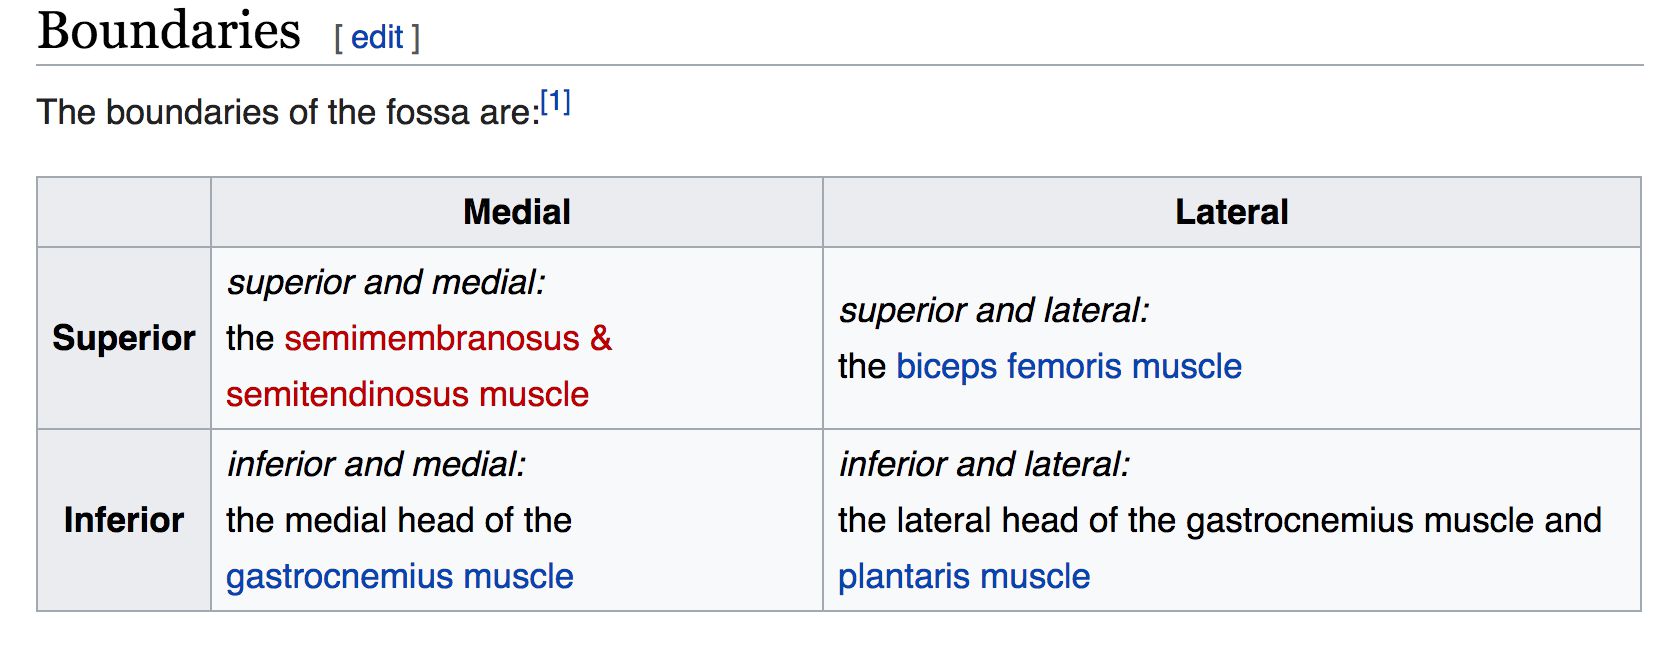 Boundaries [ edit ]
The boundaries of the fossa are:[1]
Medial
Lateral
Superior
superior and medial:
the semimembranosus &
semitendinosus muscle
superior and lateral:
the biceps femoris muscle
Inferior
inferior and medial:
the medial head of the
gastrocnemius muscle
inferior and lateral:
the lateral head of the gastrocnemius muscle and
plantaris muscle